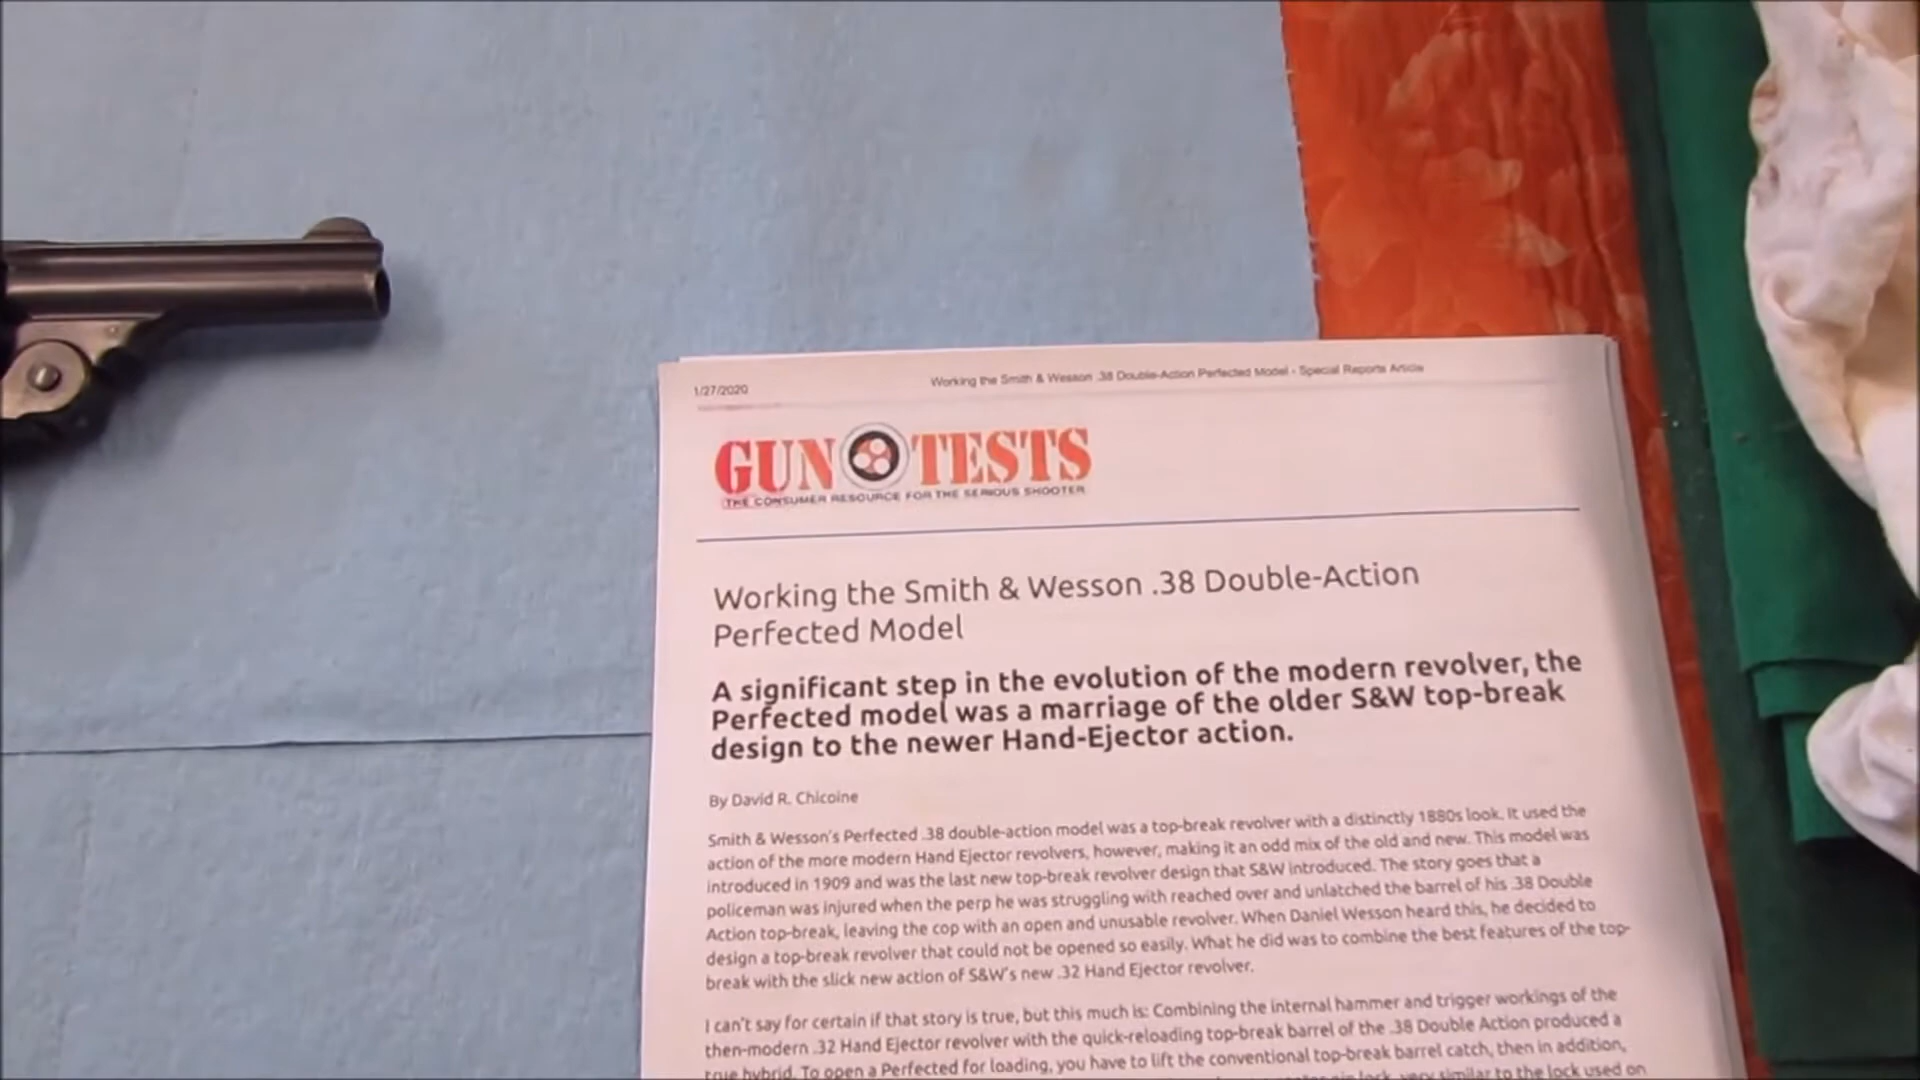 1/27/2020 Working the Smith & Wesson .38 Double-Action Perfected Model - Special Reports Article
GUN TESTS
THE CONSUMER RESOURCE FOR THE SERIOUS SHOOTER
Working the Smith & Wesson .38 Double-Action
Perfected Model
A significant step in the evolution of the modern revolver, the
Perfected model was a marriage of the older S&W top-break
design to the newer Hand-Ejector action.
By David R. Chicoine
Smith & Wesson's Perfected .38 double-action model was a top-break revolver with a distinctly 1880s look. It used the
action of the more modern Hand Ejector revolvers, however, making it an odd mix of the old and new. This model was
introduced in 1909 and was the last new top-break revolver design that S&W introduced. The story goes that a
policeman was injured when the perp he was struggling with reached over and unlatched the barrel of his .38 Double
Action top-break, leaving the cop with an open and unusable revolver. When Daniel Wesson heard this, he decided to
design a top-break revolver that could not be opened so easily. What he did was to combine the best features of the top-
break with the slick new action of S&W's new .32 Hand Ejector revolver.
I can't say for certain if that story is true, but this much is: Combining the internal hammer and trigger workings of the
then-modern .32 Hand Ejector revolver with the quick-reloading top-break barrel of the .38 Double Action produced a
true hybrid. To open a Perfected for loading, you have to lift the conventional top-break barrel catch, then in addition,
lock, very similar to the lock used on